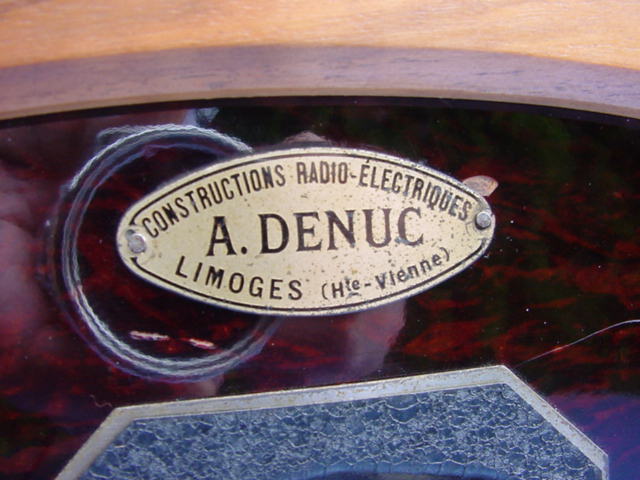 CONSTRUCTIONS RADIO-ÉLECTRIQUES
A. DENUC
LIMOGES (Hte-Vienne)